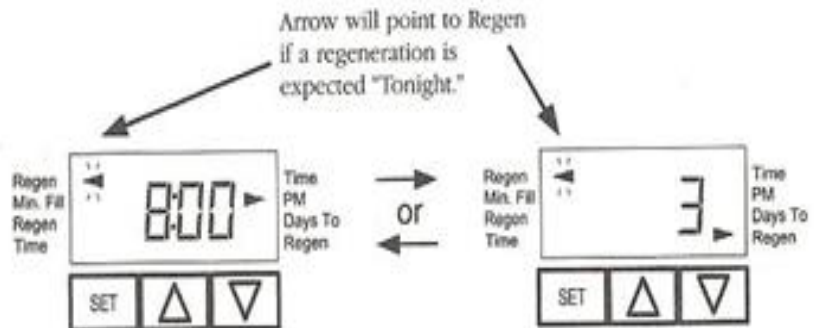 Arrow will point to Regen
if a regeneration is
expected "Tonight."
Regen
Min. Fill
Regen
Time
8:00
Time
PM
Days To
Regen
SET
or
Regen
Min. Fill
Regen
Time
3
Time
PM
Days To
Regen
SET